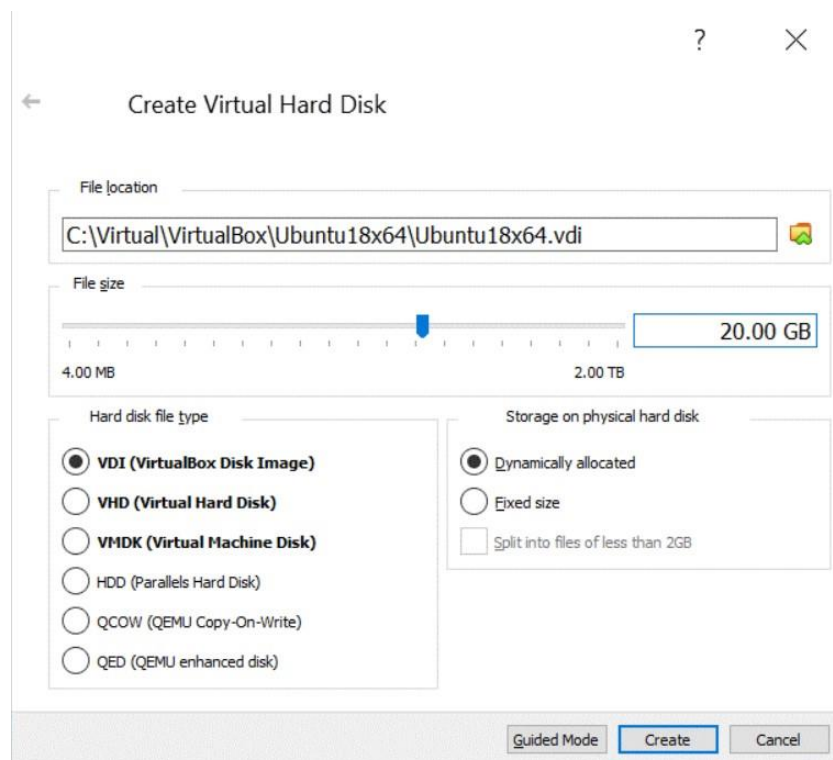 ?
Create Virtual Hard Disk
File location
C:\Virtual\VirtualBox\Ubuntu18x64\Ubuntu18x64.vdi
File size
20.00 GB
4.00 MB
2.00 TB
Hard disk file type
VDI (VirtualBox Disk Image)
VHD (Virtual Hard Disk)
VMDK (Virtual Machine Disk)
HDD (Parallels Hard Disk)
QCOW (QEMU Copy-On-Write)
QED (QEMU enhanced disk)
Storage on physical hard disk
Dynamically allocated
Fixed size
Split into files of less than 2GB
Guided Mode
Create
Cancel